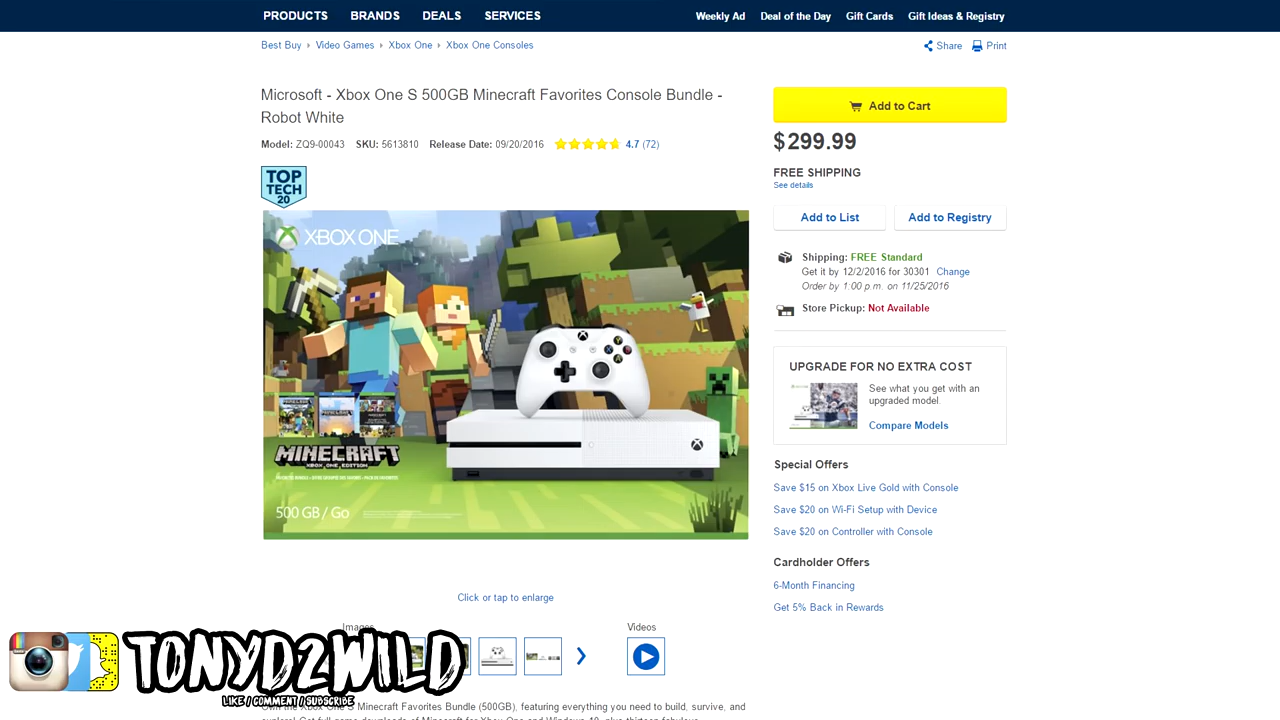 PRODUCTS BRANDS DEALS SERVICES Weekly Ad Deal of the Day Gift Cards Gift Ideas & Registry
Best Buy Video Games Xbox One Xbox One Consoles Share Print
Microsoft - Xbox One S 500GB Minecraft Favorites Console Bundle -
Robot White
Model: ZQ9-00043 SKU: 5613810 Release Date: 09/20/2016 4.7 (72)
TOP
TECH
20
XBOX ONE
MINECRAFT
XBOX ONE EDITION
500 GB / Go
Click or tap to enlarge
Images
Videos
Add to Cart
$299.99
FREE SHIPPING
See details
Add to List Add to Registry
Shipping: FREE Standard
Get it by 12/2/2016 for 30301 Change
Order by 1:00 p.m. on 11/25/2016
Store Pickup: Not Available
UPGRADE FOR NO EXTRA COST
See what you get with an
upgraded model.
Compare Models
Special Offers
Save $15 on Xbox Live Gold with Console
Save $20 on Wi-Fi Setup with Device
Save $20 on Controller with Console
Cardholder Offers
6-Month Financing
Get 5% Back in Rewards
TONYD2WILD
LIKE / COMMENT / SUBSCRIBE
Own the Xbox One S Minecraft Favorites Bundle (500GB), featuring everything you need to build, survive, and